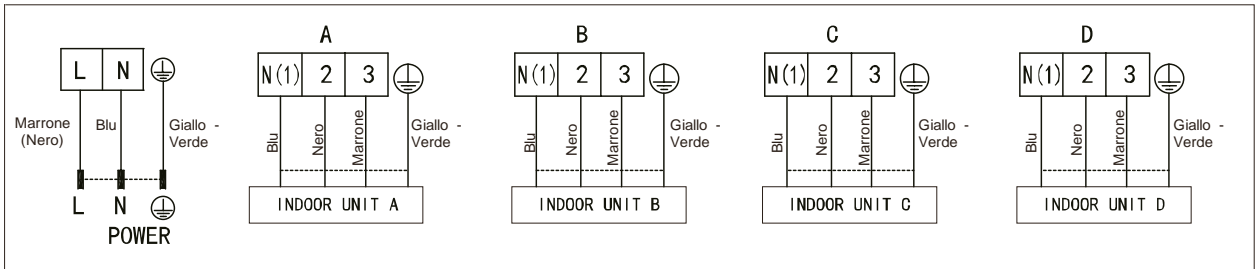 A B C D
L N
N(1) 2 3
N(1) 2 3
N(1) 2 3
N(1) 2 3
Marrone
(Nero)
Blu
Giallo -
Verde
Blu
Nero
Marrone
Giallo -
Verde
Blu
Nero
Marrone
Giallo -
Verde
Blu
Nero
Marrone
Giallo -
Verde
Blu
Nero
Marrone
Giallo -
Verde
L N
POWER
INDOOR UNIT A
INDOOR UNIT B
INDOOR UNIT C
INDOOR UNIT D